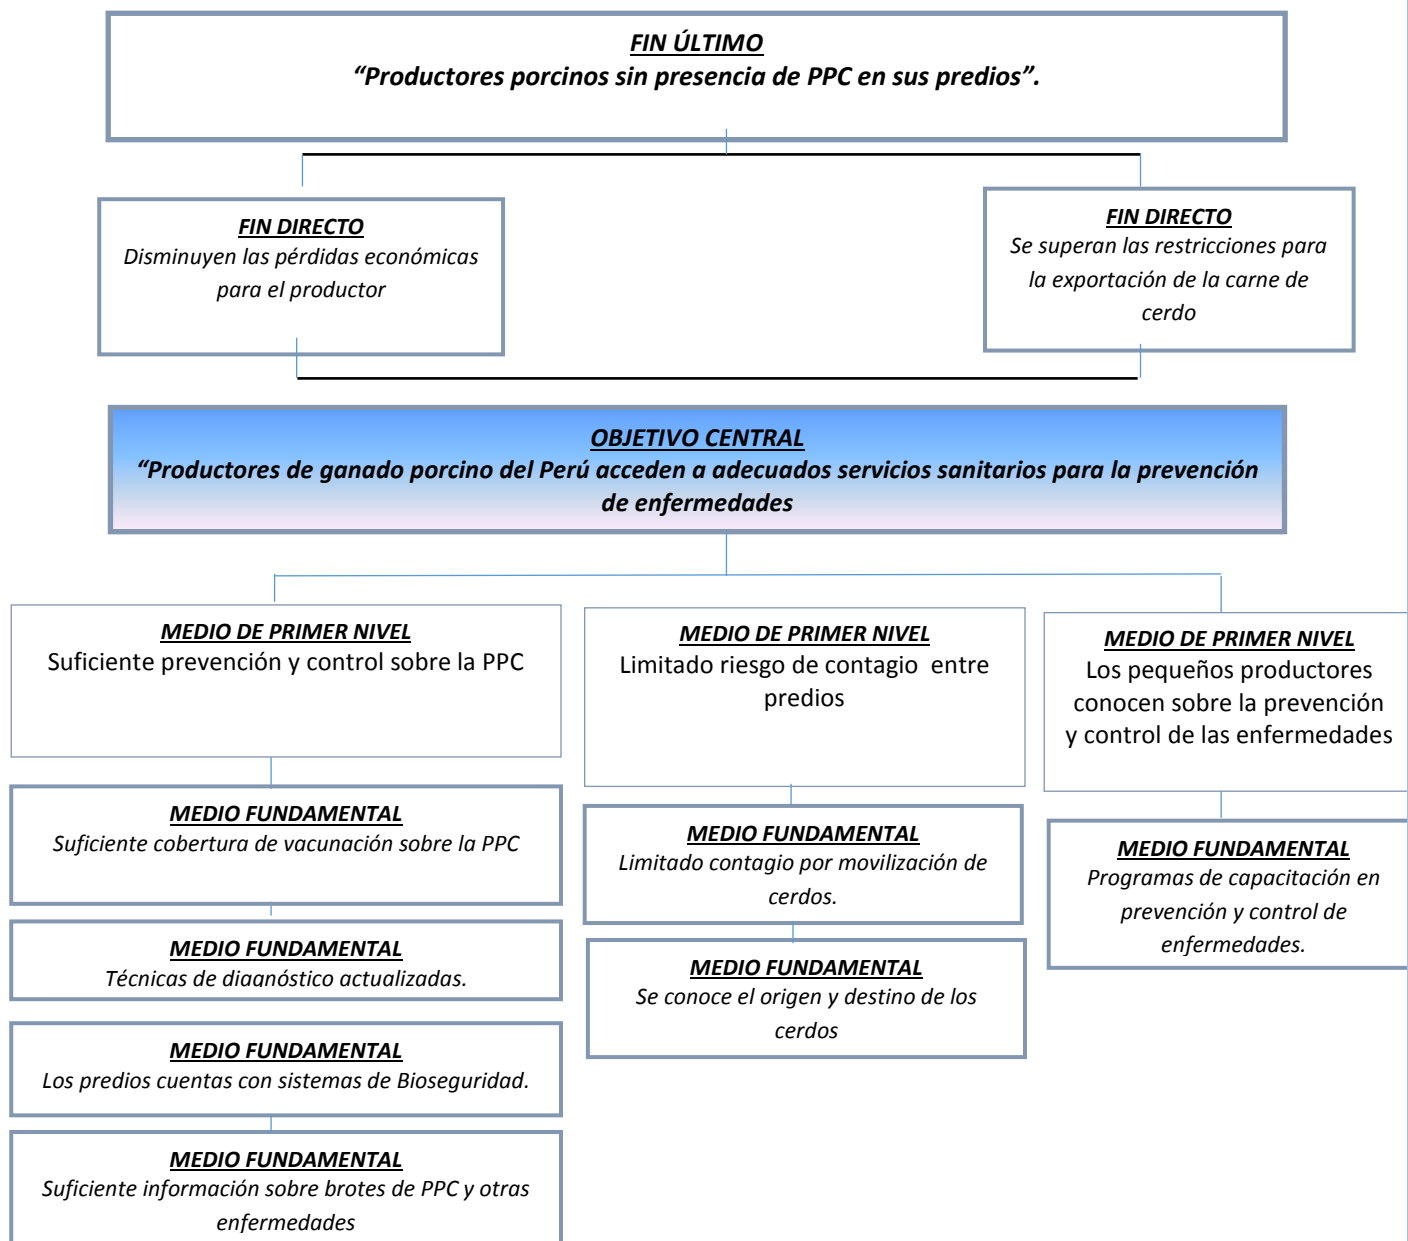 FIN ÚLTIMO
“Productores porcinos sin presencia de PPC en sus predios”.
FIN DIRECTO
Disminuyen las pérdidas económicas
para el productor
FIN DIRECTO
Se superan las restricciones para
la exportación de la carne de
cerdo
OBJETIVO CENTRAL
“Productores de ganado porcino del Perú acceden a adecuados servicios sanitarios para la prevención
de enfermedades
MEDIO DE PRIMER NIVEL
Suficiente prevención y control sobre la PPC
MEDIO FUNDAMENTAL
Suficiente cobertura de vacunación sobre la PPC
MEDIO FUNDAMENTAL
Técnicas de diagnóstico actualizadas.
MEDIO FUNDAMENTAL
Los predios cuentas con sistemas de Bioseguridad.
MEDIO FUNDAMENTAL
Suficiente información sobre brotes de PPC y otras
enfermedades
MEDIO DE PRIMER NIVEL
Limitado riesgo de contagio entre
predios
MEDIO FUNDAMENTAL
Limitado contagio por movilización de
cerdos.
MEDIO FUNDAMENTAL
Se conoce el origen y destino de los
cerdos
MEDIO DE PRIMER NIVEL
Los pequeños productores
conocen sobre la prevención
y control de las enfermedades
MEDIO FUNDAMENTAL
Programas de capacitación en
prevención y control de
enfermedades.